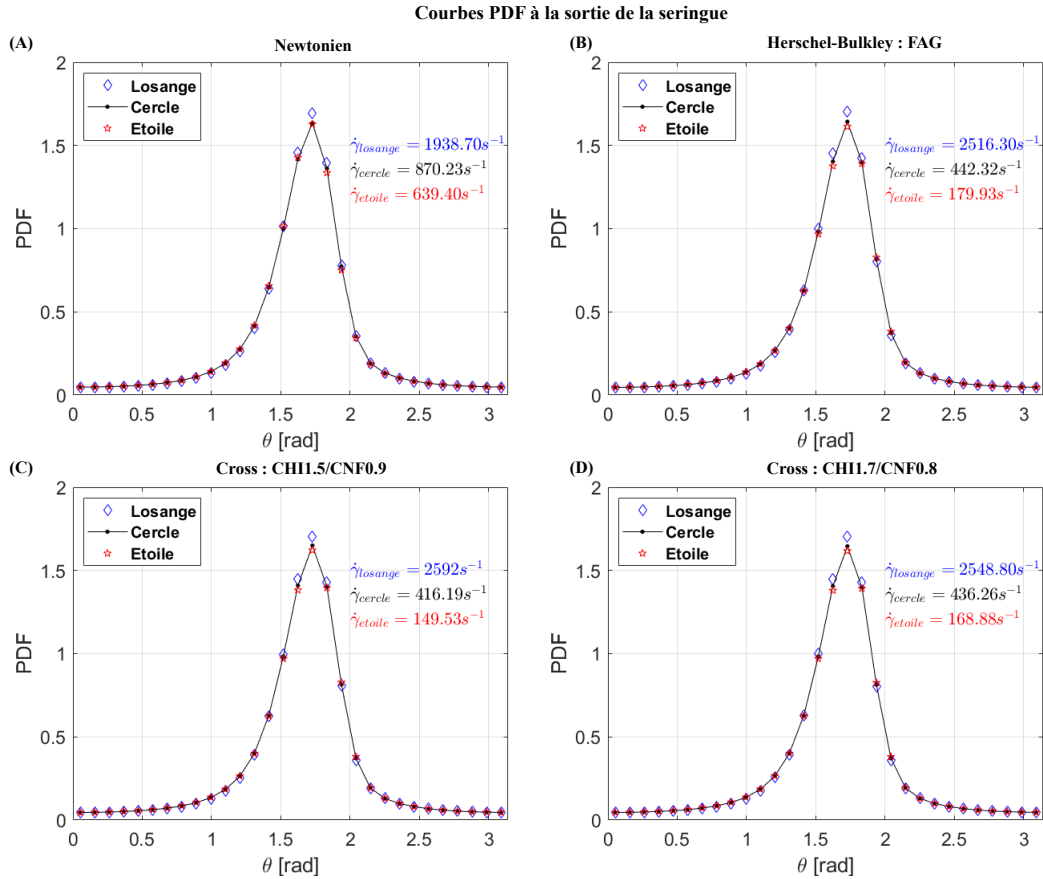 Courbes PDF à la sortie de la seringue
(A)
Newtonien
2
1.5
1
0.5
0
PDF
Losange
Cercle
Etoile
γ̇losange = 1938.70s⁻¹
γ̇cercle = 870.23s⁻¹
γ̇etoile = 639.40s⁻¹
0 0.5 1 1.5 2 2.5 3
θ [rad]
(B)
Herschel-Bulkley : FAG
2
1.5
1
0.5
0
PDF
Losange
Cercle
Etoile
γ̇losange = 2516.30s⁻¹
γ̇cercle = 442.32s⁻¹
γ̇etoile = 179.93s⁻¹
0 0.5 1 1.5 2 2.5 3
θ [rad]
(C)
Cross : CHI1.5/CNF0.9
2
1.5
1
0.5
0
PDF
Losange
Cercle
Etoile
γ̇losange = 2592s⁻¹
γ̇cercle = 416.19s⁻¹
γ̇etoile = 149.53s⁻¹
0 0.5 1 1.5 2 2.5 3
θ [rad]
(D)
Cross : CHI1.7/CNF0.8
2
1.5
1
0.5
0
PDF
Losange
Cercle
Etoile
γ̇losange = 2548.80s⁻¹
γ̇cercle = 436.26s⁻¹
γ̇etoile = 168.88s⁻¹
0 0.5 1 1.5 2 2.5 3
θ [rad]